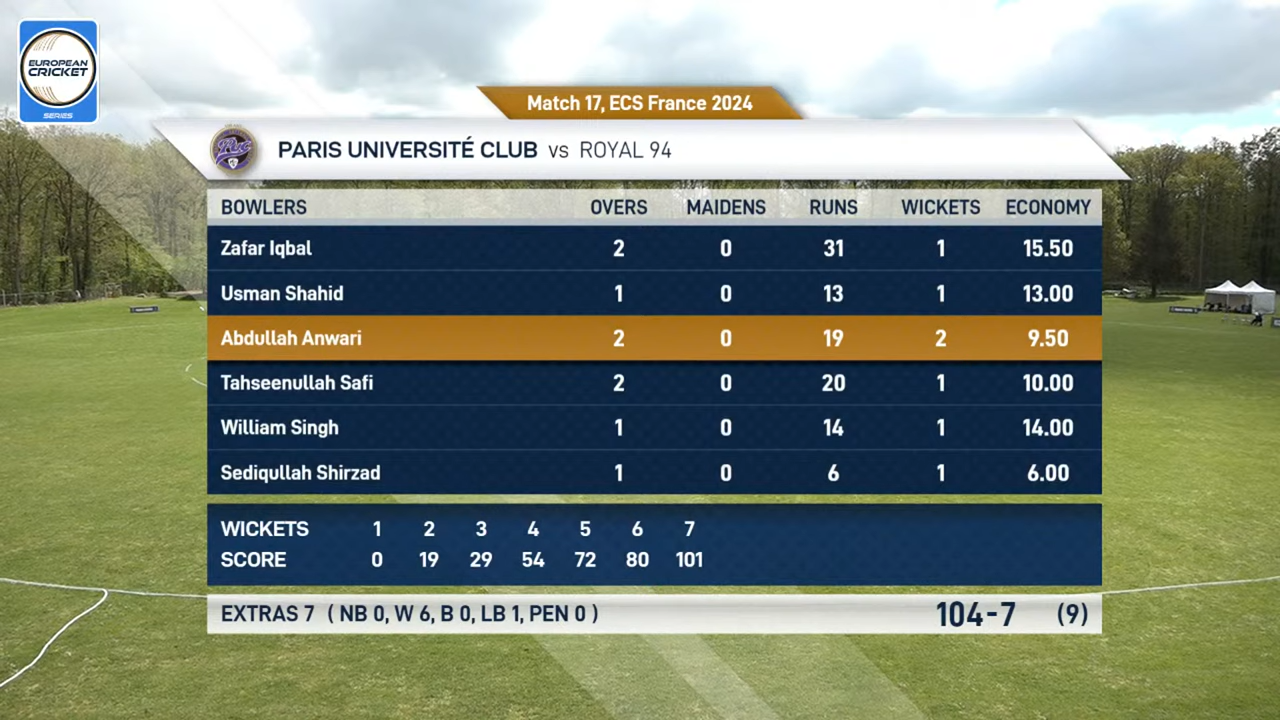 EUROPEAN
CRICKET
SERIES
Match 17, ECS France 2024
PARIS UNIVERSITÉ CLUB vs ROYAL 94
BOWLERS OVERS MAIDENS RUNS WICKETS ECONOMY
Zafar Iqbal 2 0 31 1 15.50
Usman Shahid 1 0 13 1 13.00
Abdullah Anwari 2 0 19 2 9.50
Tahseenullah Safi 2 0 20 1 10.00
William Singh 1 0 14 1 14.00
Sediqullah Shirzad 1 0 6 1 6.00
WICKETS 1 2 3 4 5 6 7
SCORE 0 19 29 54 72 80 101
EXTRAS 7 ( NB 0, W 6, B 0, LB 1, PEN 0 ) 104-7 (9)